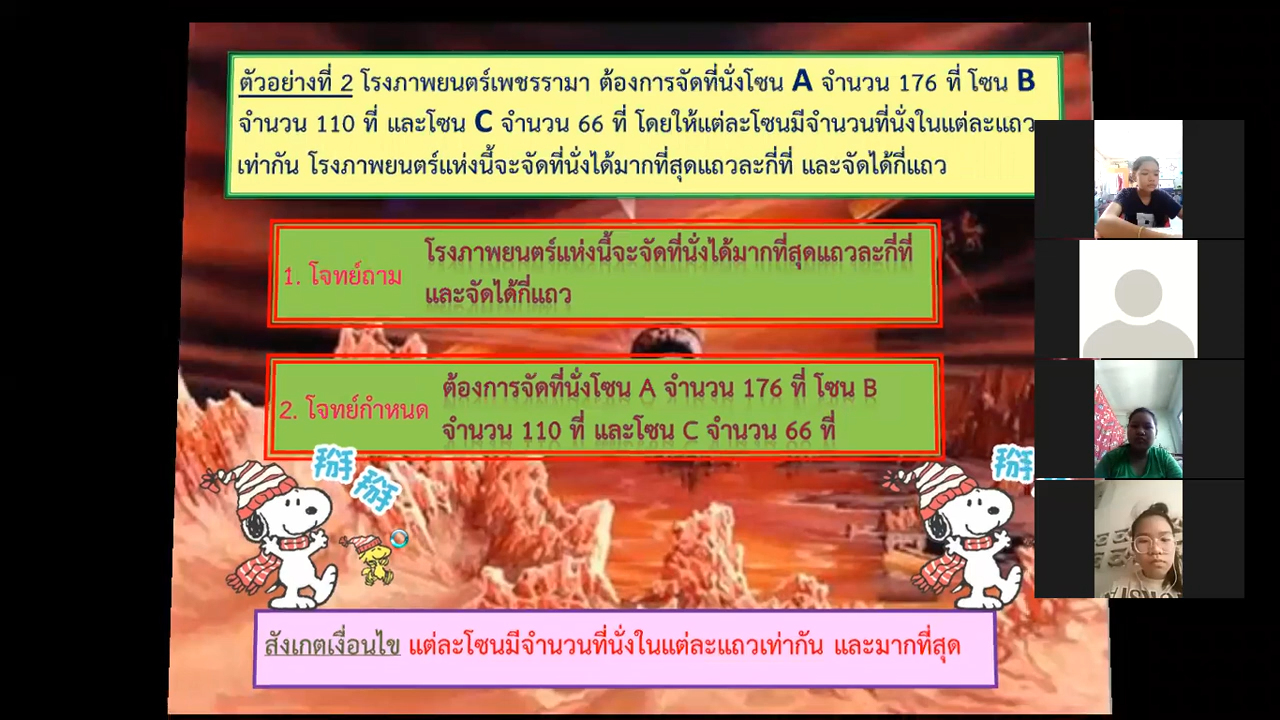 ตัวอย่างที่ 2 โรงภาพยนตร์เพชรรามา ต้องการจัดที่นั่งโซน A จำนวน 176 ที่ โซน B
จำนวน 110 ที่ และโซน C จำนวน 66 ที่ โดยให้แต่ละโซนมีจำนวนที่นั่งในแต่ละแถว
เท่ากัน โรงภาพยนตร์แห่งนี้จะจัดที่นั่งได้มากที่สุดแถวละกี่ที่ และจัดได้กี่แถว
1. โจทย์ถาม
โรงภาพยนตร์แห่งนี้จะจัดที่นั่งได้มากที่สุดแถวละกี่ที่
และจัดได้กี่แถว
2. โจทย์กำหนด
ต้องการจัดที่นั่งโซน A จำนวน 176 ที่ โซน B
จำนวน 110 ที่ และโซน C จำนวน 66 ที่
掰
掰
掰
สังเกตเงื่อนไข แต่ละโซนมีจำนวนที่นั่งในแต่ละแถวเท่ากัน และมากที่สุด